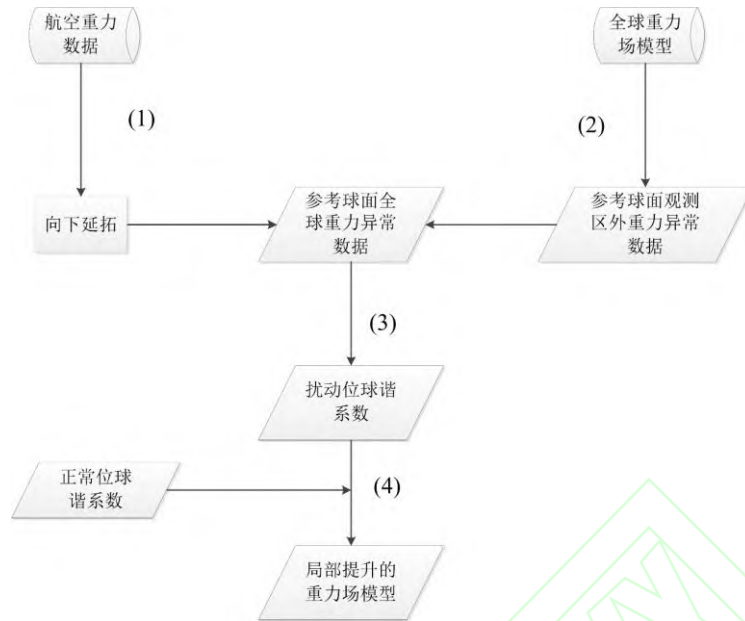 航空重力
数据
全球重力
场模型
(1)
(2)
向下延拓
参考球面全
球重力异常
数据
参考球面观测
区外重力异常
数据
(3)
扰动位球谐
系数
正常位球
谐系数
(4)
局部提升的
重力场模型